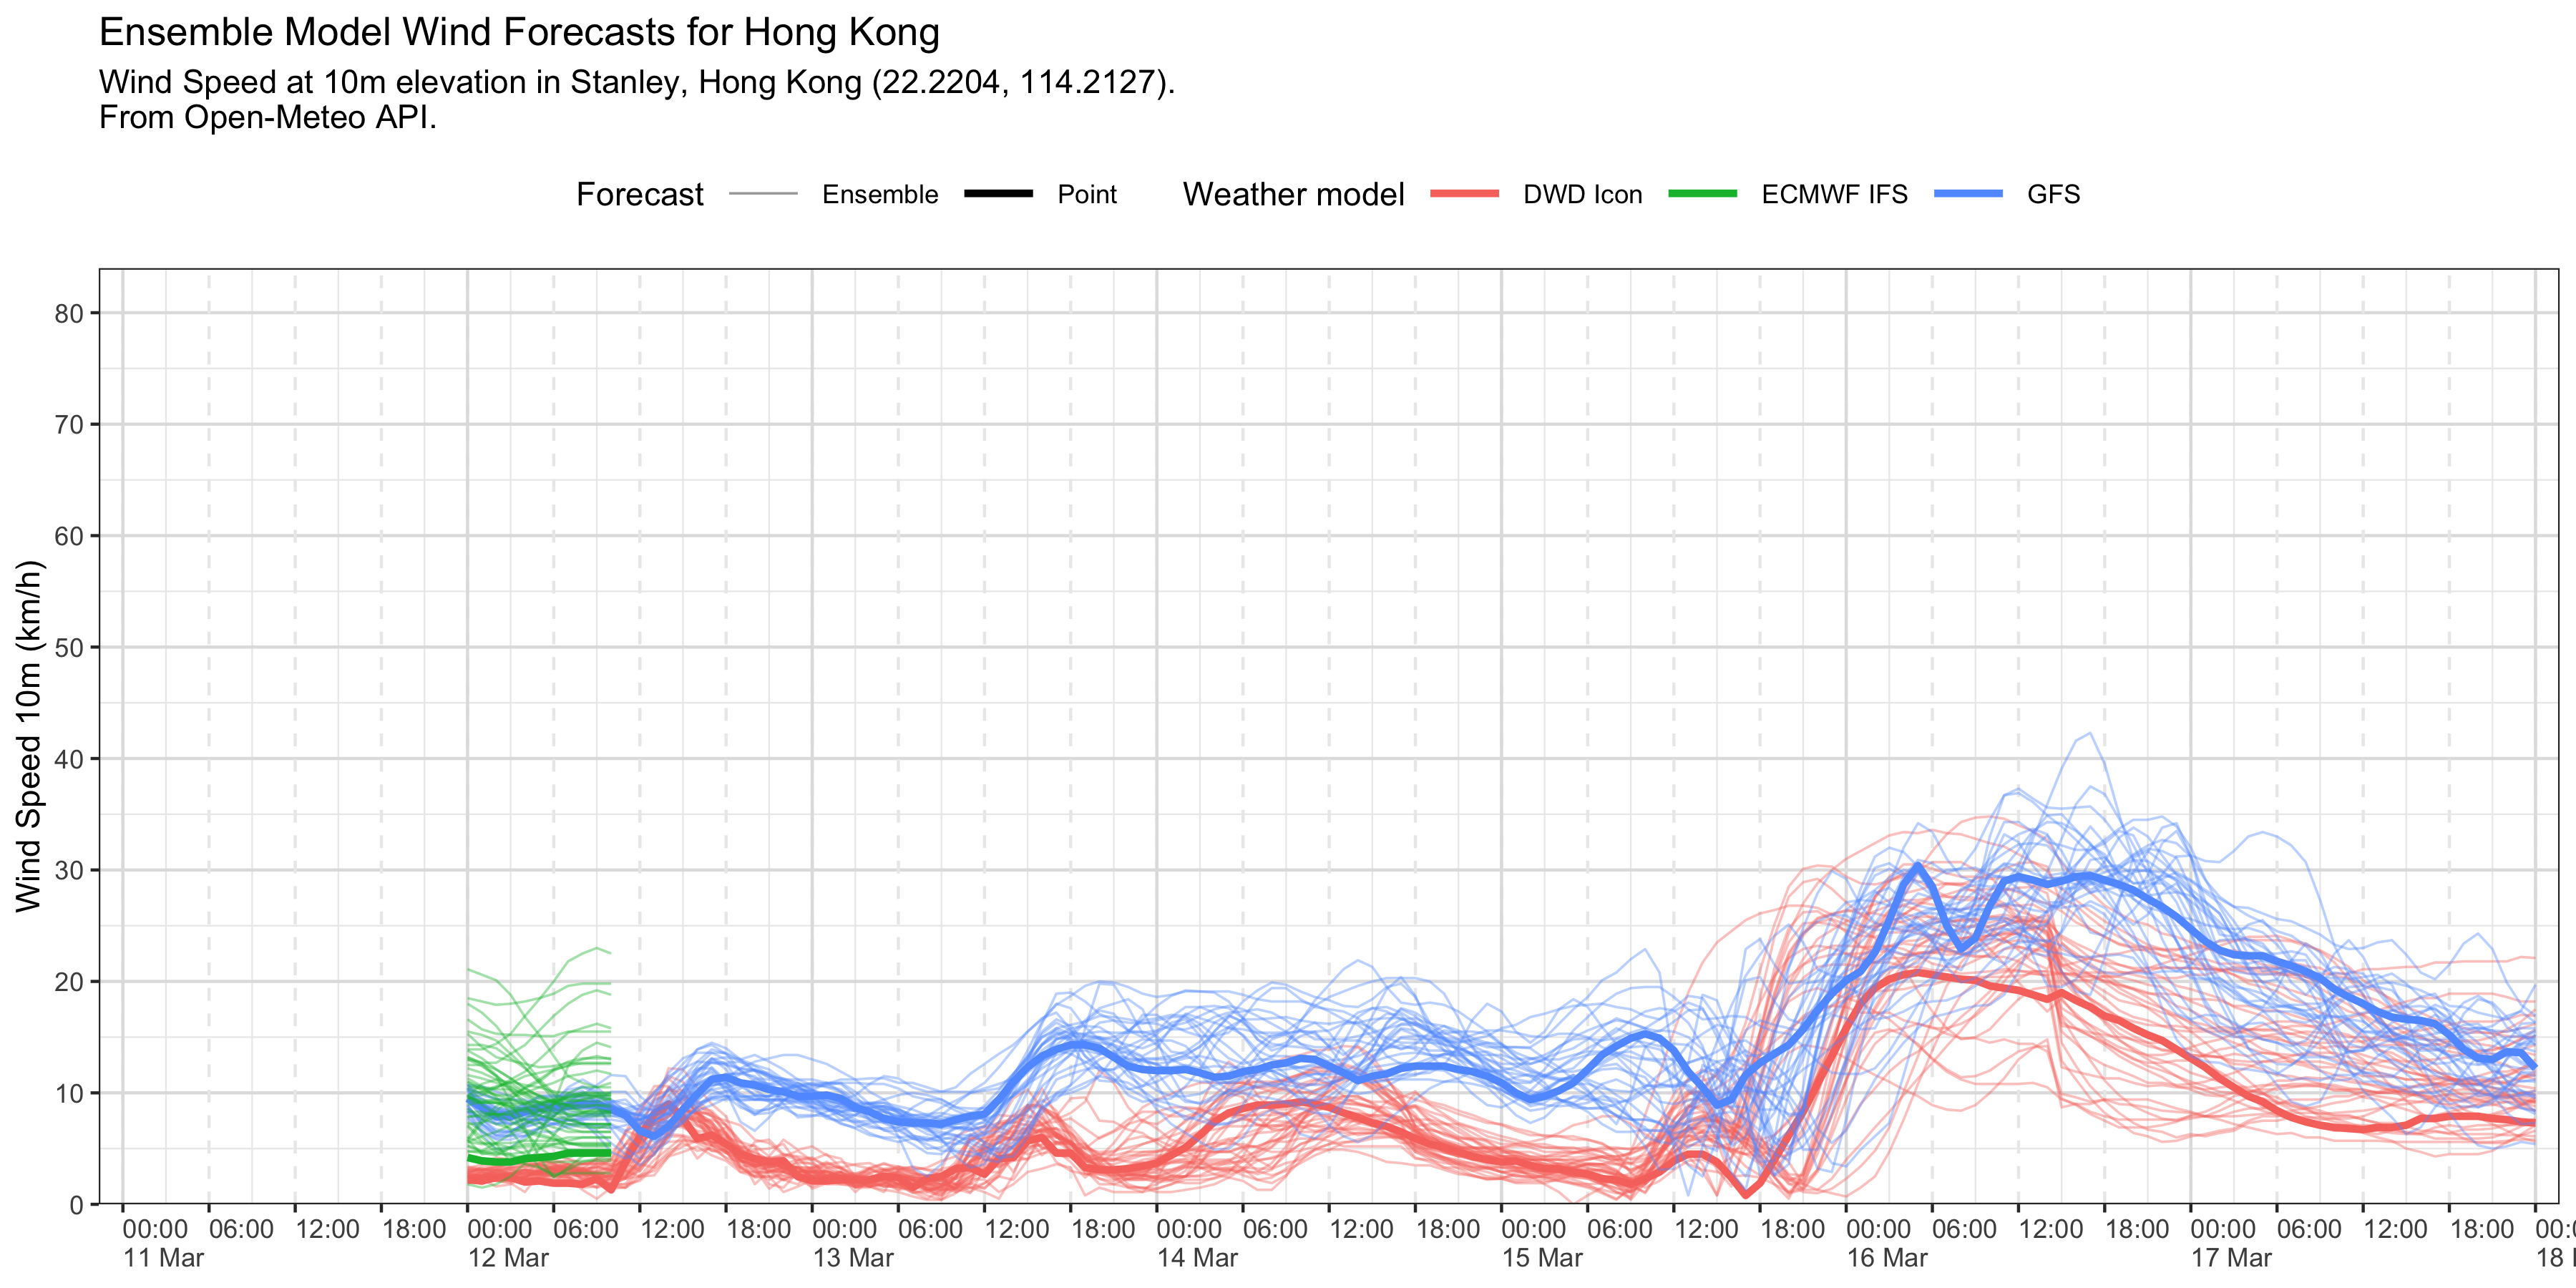 Ensemble Model Wind Forecasts for Hong Kong
Wind Speed at 10m elevation in Stanley, Hong Kong (22.2204, 114.2127).
From Open-Meteo API.
Forecast Ensemble Point Weather model DWD Icon ECMWF IFS GFS
Wind Speed 10m (km/h)
80
70
60
50
40
30
20
10
0
00:00 06:00 12:00 18:00 00:00 06:00 12:00 18:00 00:00 06:00 12:00 18:00 00:00 06:00 12:00 18:00 00:00 06:00 12:00 18:00 00:00 06:00 12:00 18:00 00:00 06:00 12:00 18:00
11 Mar 12 Mar 13 Mar 14 Mar 15 Mar 16 Mar 17 Mar 18